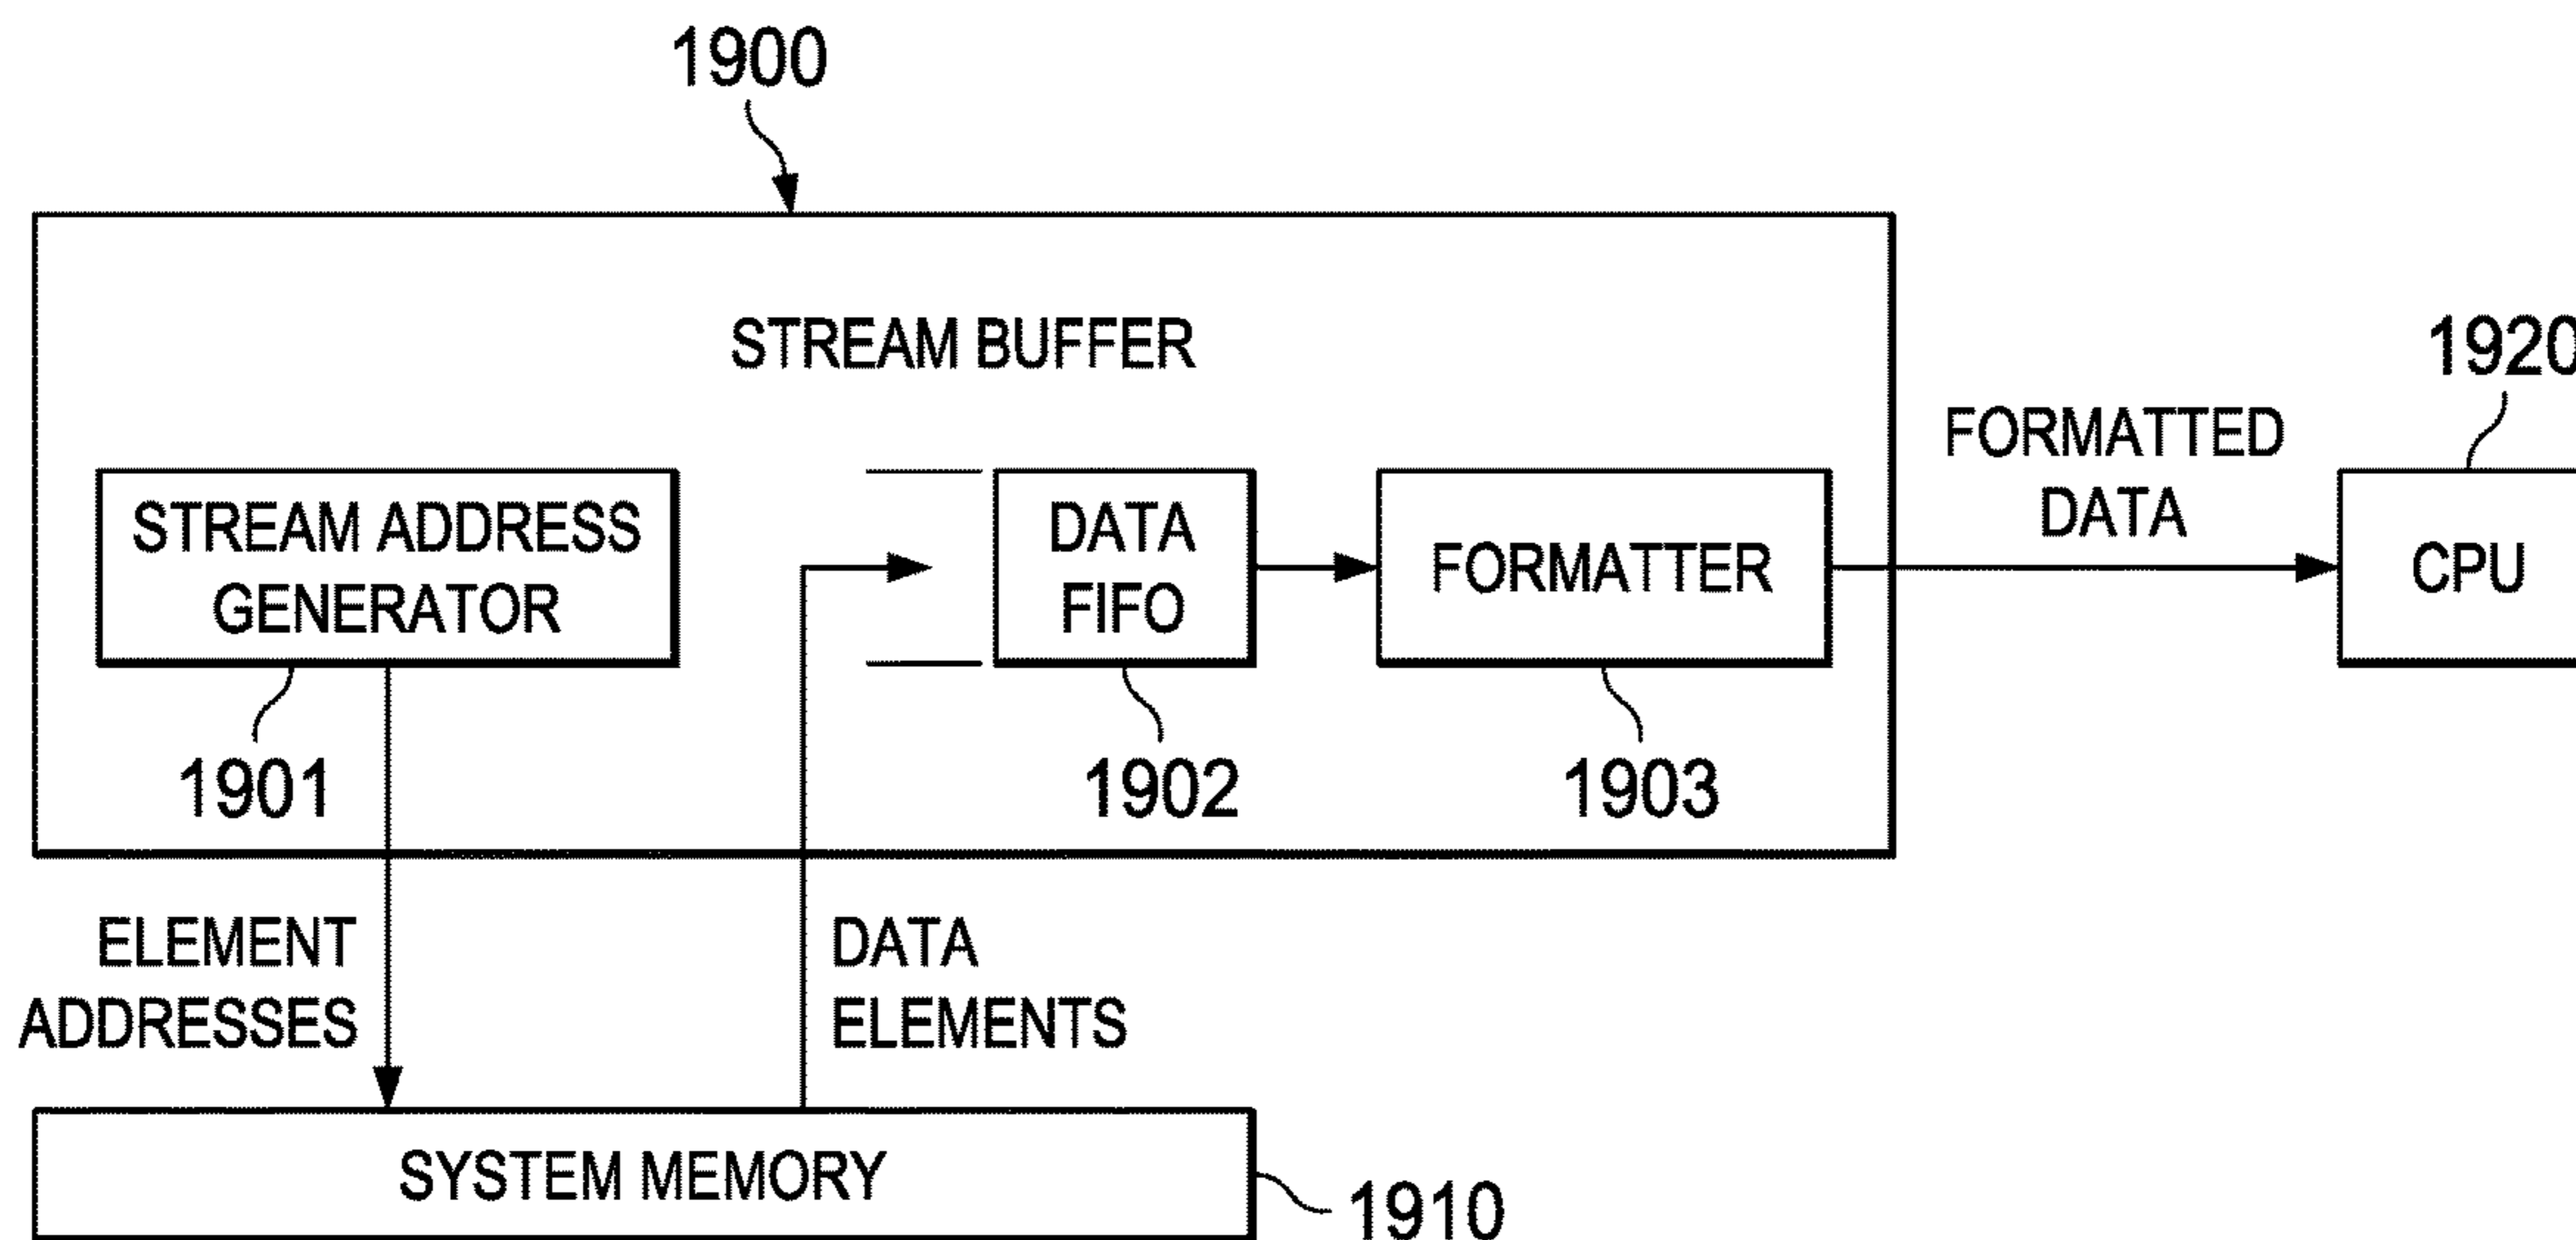 1900
STREAM BUFFER
1920
FORMATTED
DATA
STREAM ADDRESS
GENERATOR
DATA
FIFO
FORMATTER
CPU
1901
1902
1903
ELEMENT
ADDRESSES
DATA
ELEMENTS
SYSTEM MEMORY
1910